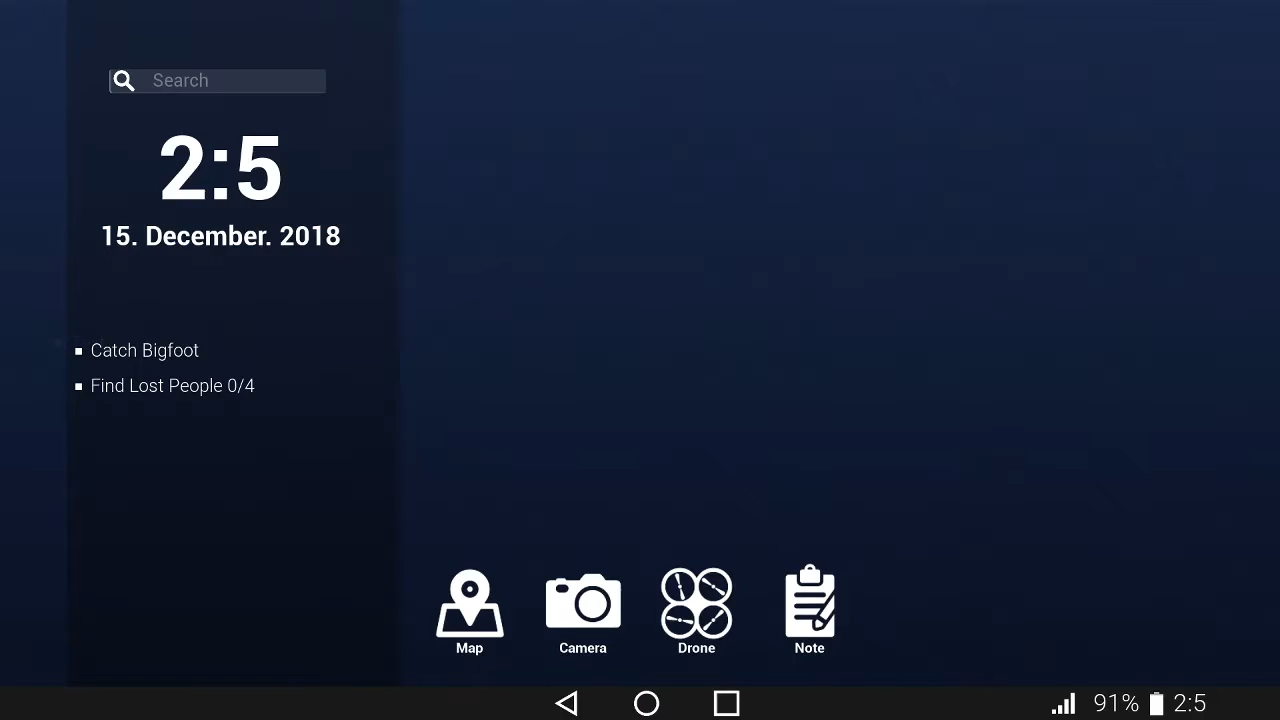 Search
2:5
15. December. 2018
Catch Bigfoot
Find Lost People 0/4
Map Camera Drone Note
91% 2:5